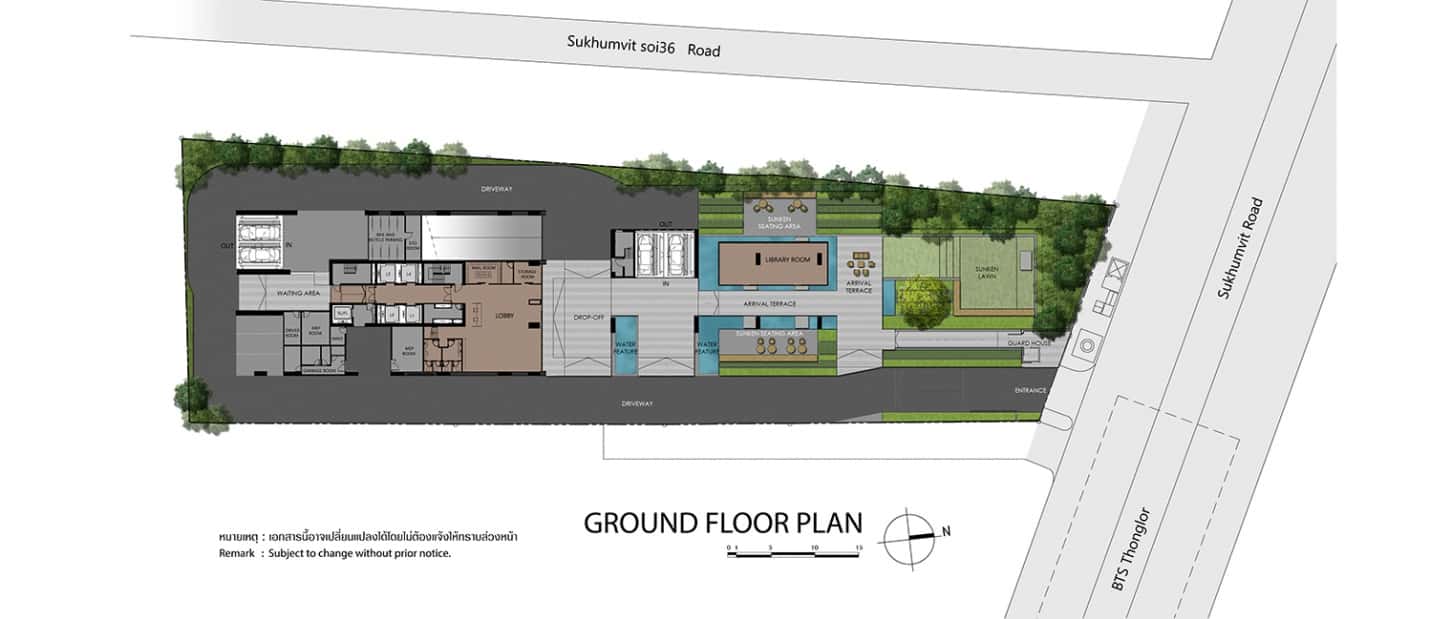 Sukhumvit soi36 Road
Sukhumvit Road
BTS Thonglor
DRIVEWAY
OUT
IN
BIKE AND
BICYCLE PARKING
ROOM
WAITING AREA
MAIL ROOM
STORAGE
ROOM
LOBBY
DROP-OFF
MEP
ROOM
MEP
ROOM
GARBAGE ROOM
OUT
IN
SUNKEN
SEATING AREA
LIBRARY ROOM
ARRIVAL
TERRACE
ARRIVAL TERRACE
SUNKEN
LAWN
WATER
FEATURE
WATER
FEATURE
SUNKEN SEATING AREA
GUARD HOUSE
ENTRANCE
DRIVEWAY
GROUND FLOOR PLAN
N
0 1 5 10 15
หมายเหตุ : เอกสารนี้อาจเปลี่ยนแปลงได้โดยไม่ต้องแจ้งให้ทราบล่วงหน้า
Remark : Subject to change without prior notice.